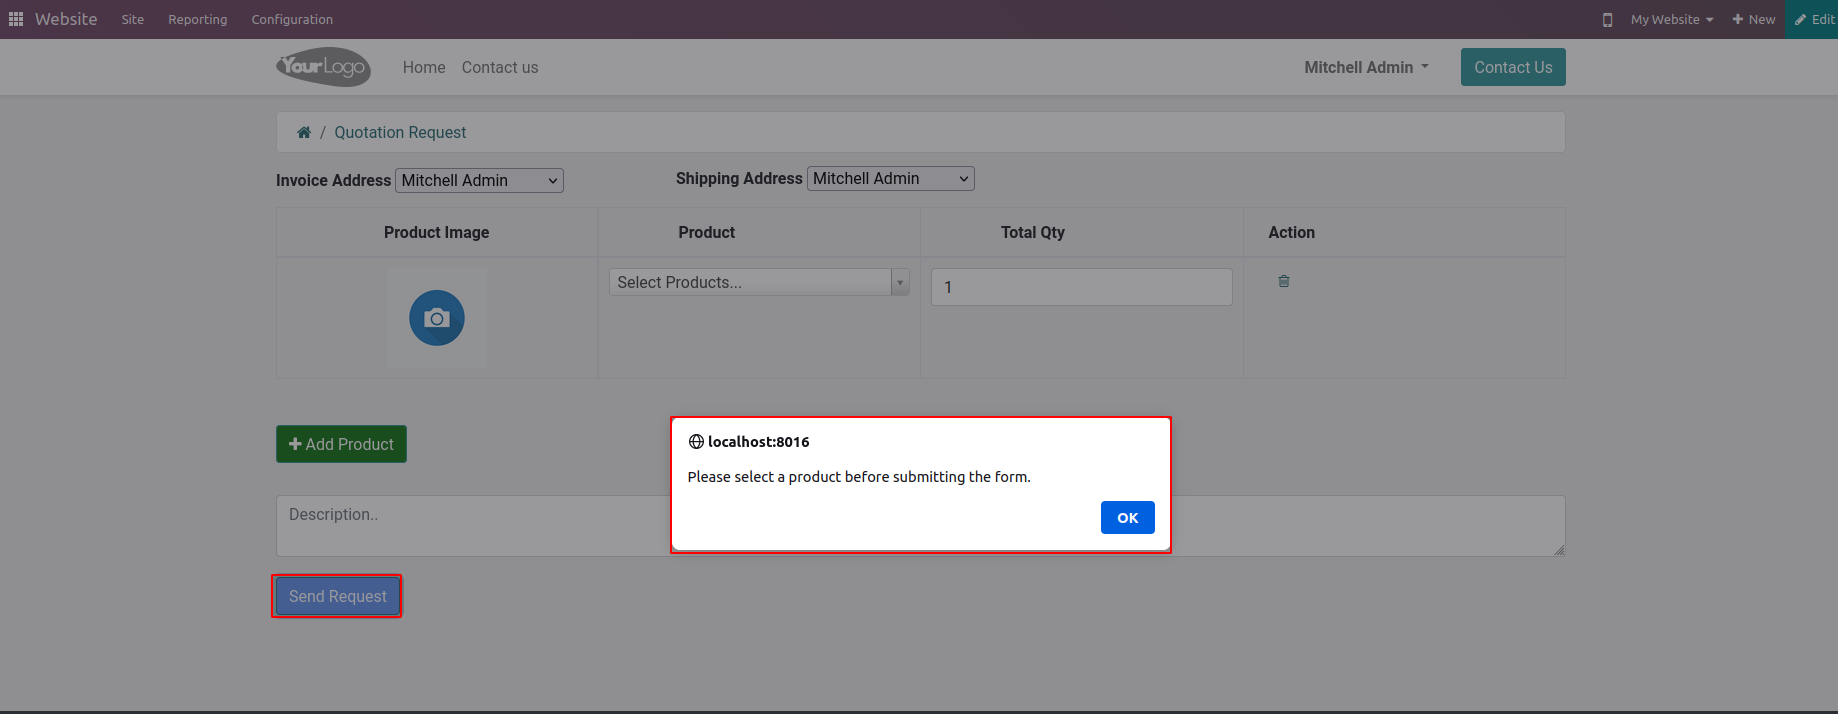 Website Site Reporting Configuration My Website New Edit
YourLogo Home Contact us Mitchell Admin Contact Us
/ Quotation Request
Invoice Address Mitchell Admin Shipping Address Mitchell Admin
Product Image Product Total Qty Action
Select Products... 1
Add Product
localhost:8016
Please select a product before submitting the form.
OK
Description..
Send Request